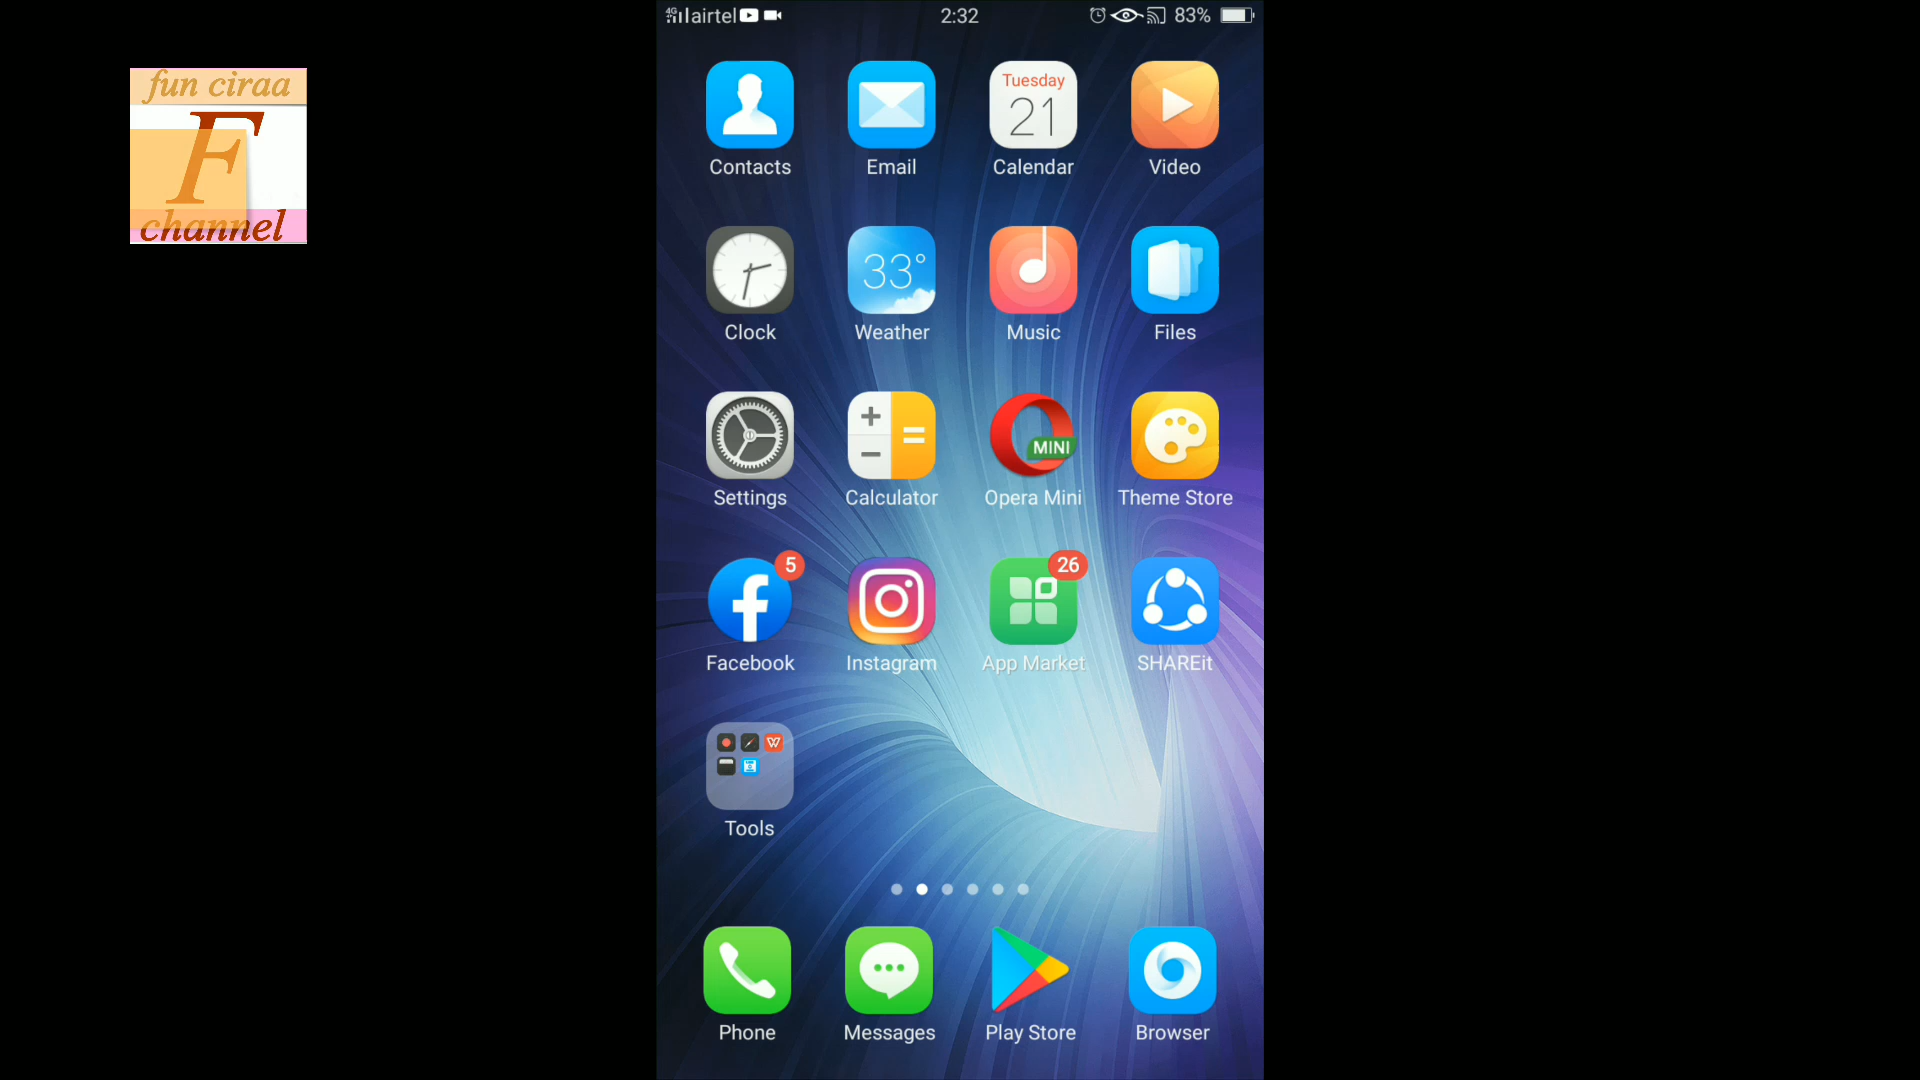 4G airtel 2:32 83%
fun ciraa
F
channel
Tuesday
21
Contacts Email Calendar Video
33°
Clock Weather Music Files
MINI
Settings Calculator Opera Mini Theme Store
5 26
Facebook Instagram App Market SHAREit
W
Tools
Phone Messages Play Store Browser